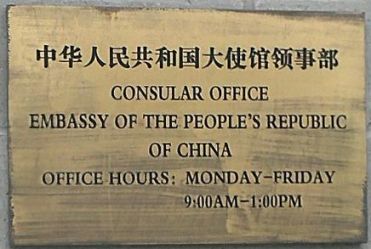 中华人民共和国大使馆领事部
CONSULAR OFFICE
EMBASSY OF THE PEOPLE'S REPUBLIC
OF CHINA
OFFICE HOURS: MONDAY-FRIDAY
9:00AM-1:00PM